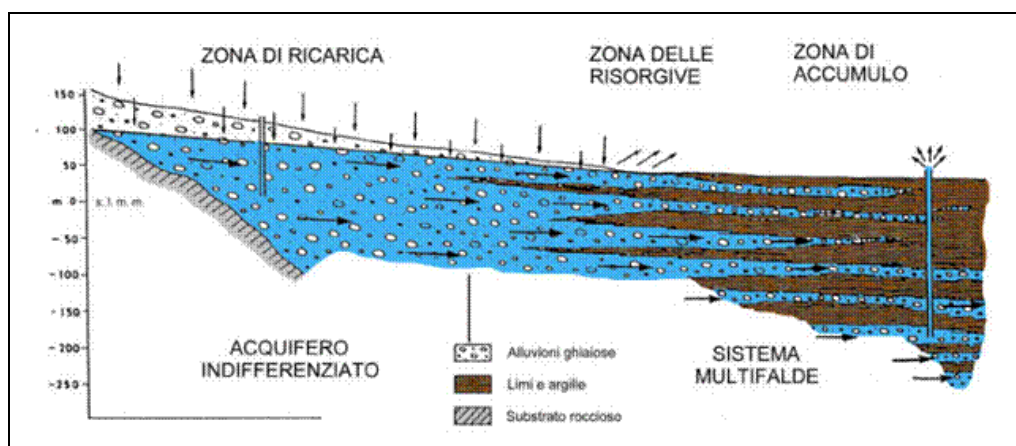 ZONA DI RICARICA
ZONA DELLE
RISORGIVE
ZONA DI
ACCUMULO
150
100
50
m 0
s. l. m. m.
-50
-100
-150
-200
-250
ACQUIFERO
INDIFFERENZIATO
Alluvioni ghiaiose
Limi e argille
Substrato roccioso
SISTEMA
MULTIFALDE